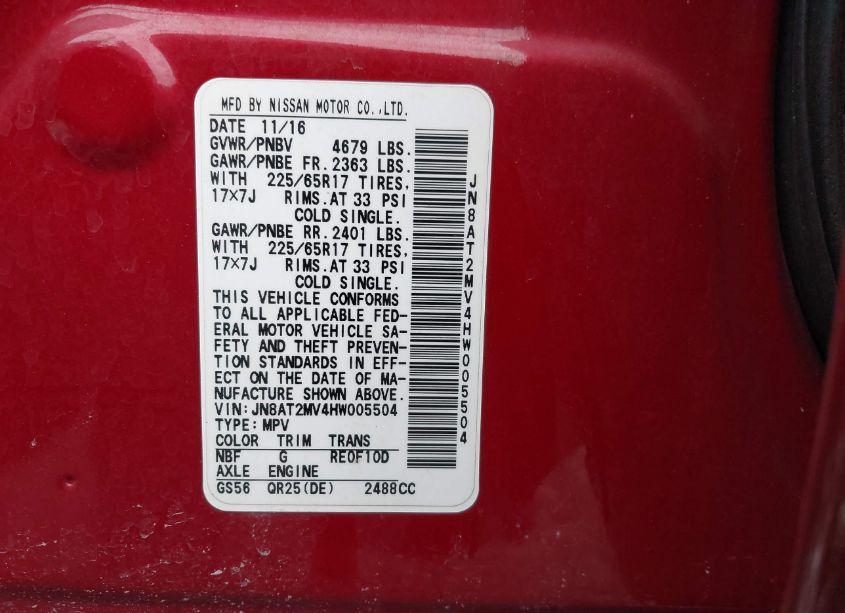 MFD BY NISSAN MOTOR CO.,LTD.
DATE 11/16
GVWR/PNBV 4679 LBS.
GAWR/PNBE FR. 2363 LBS.
WITH 225/65R17 TIRES,
17×7J RIMS.AT 33 PSI
COLD SINGLE.
GAWR/PNBE RR. 2401 LBS.
WITH 225/65R17 TIRES,
17×7J RIMS.AT 33 PSI
COLD SINGLE.
THIS VEHICLE CONFORMS
TO ALL APPLICABLE FED-
ERAL MOTOR VEHICLE SA-
FETY AND THEFT PREVEN-
TION STANDARDS IN EFF-
ECT ON THE DATE OF MA-
NUFACTURE SHOWN ABOVE.
VIN:JN8AT2MV4HW005504
TYPE:MPV
COLOR TRIM TRANS
NBF G RE0F10D
AXLE ENGINE
GS56 QR25(DE) 2488CC
JN8AT2MV4HW005504